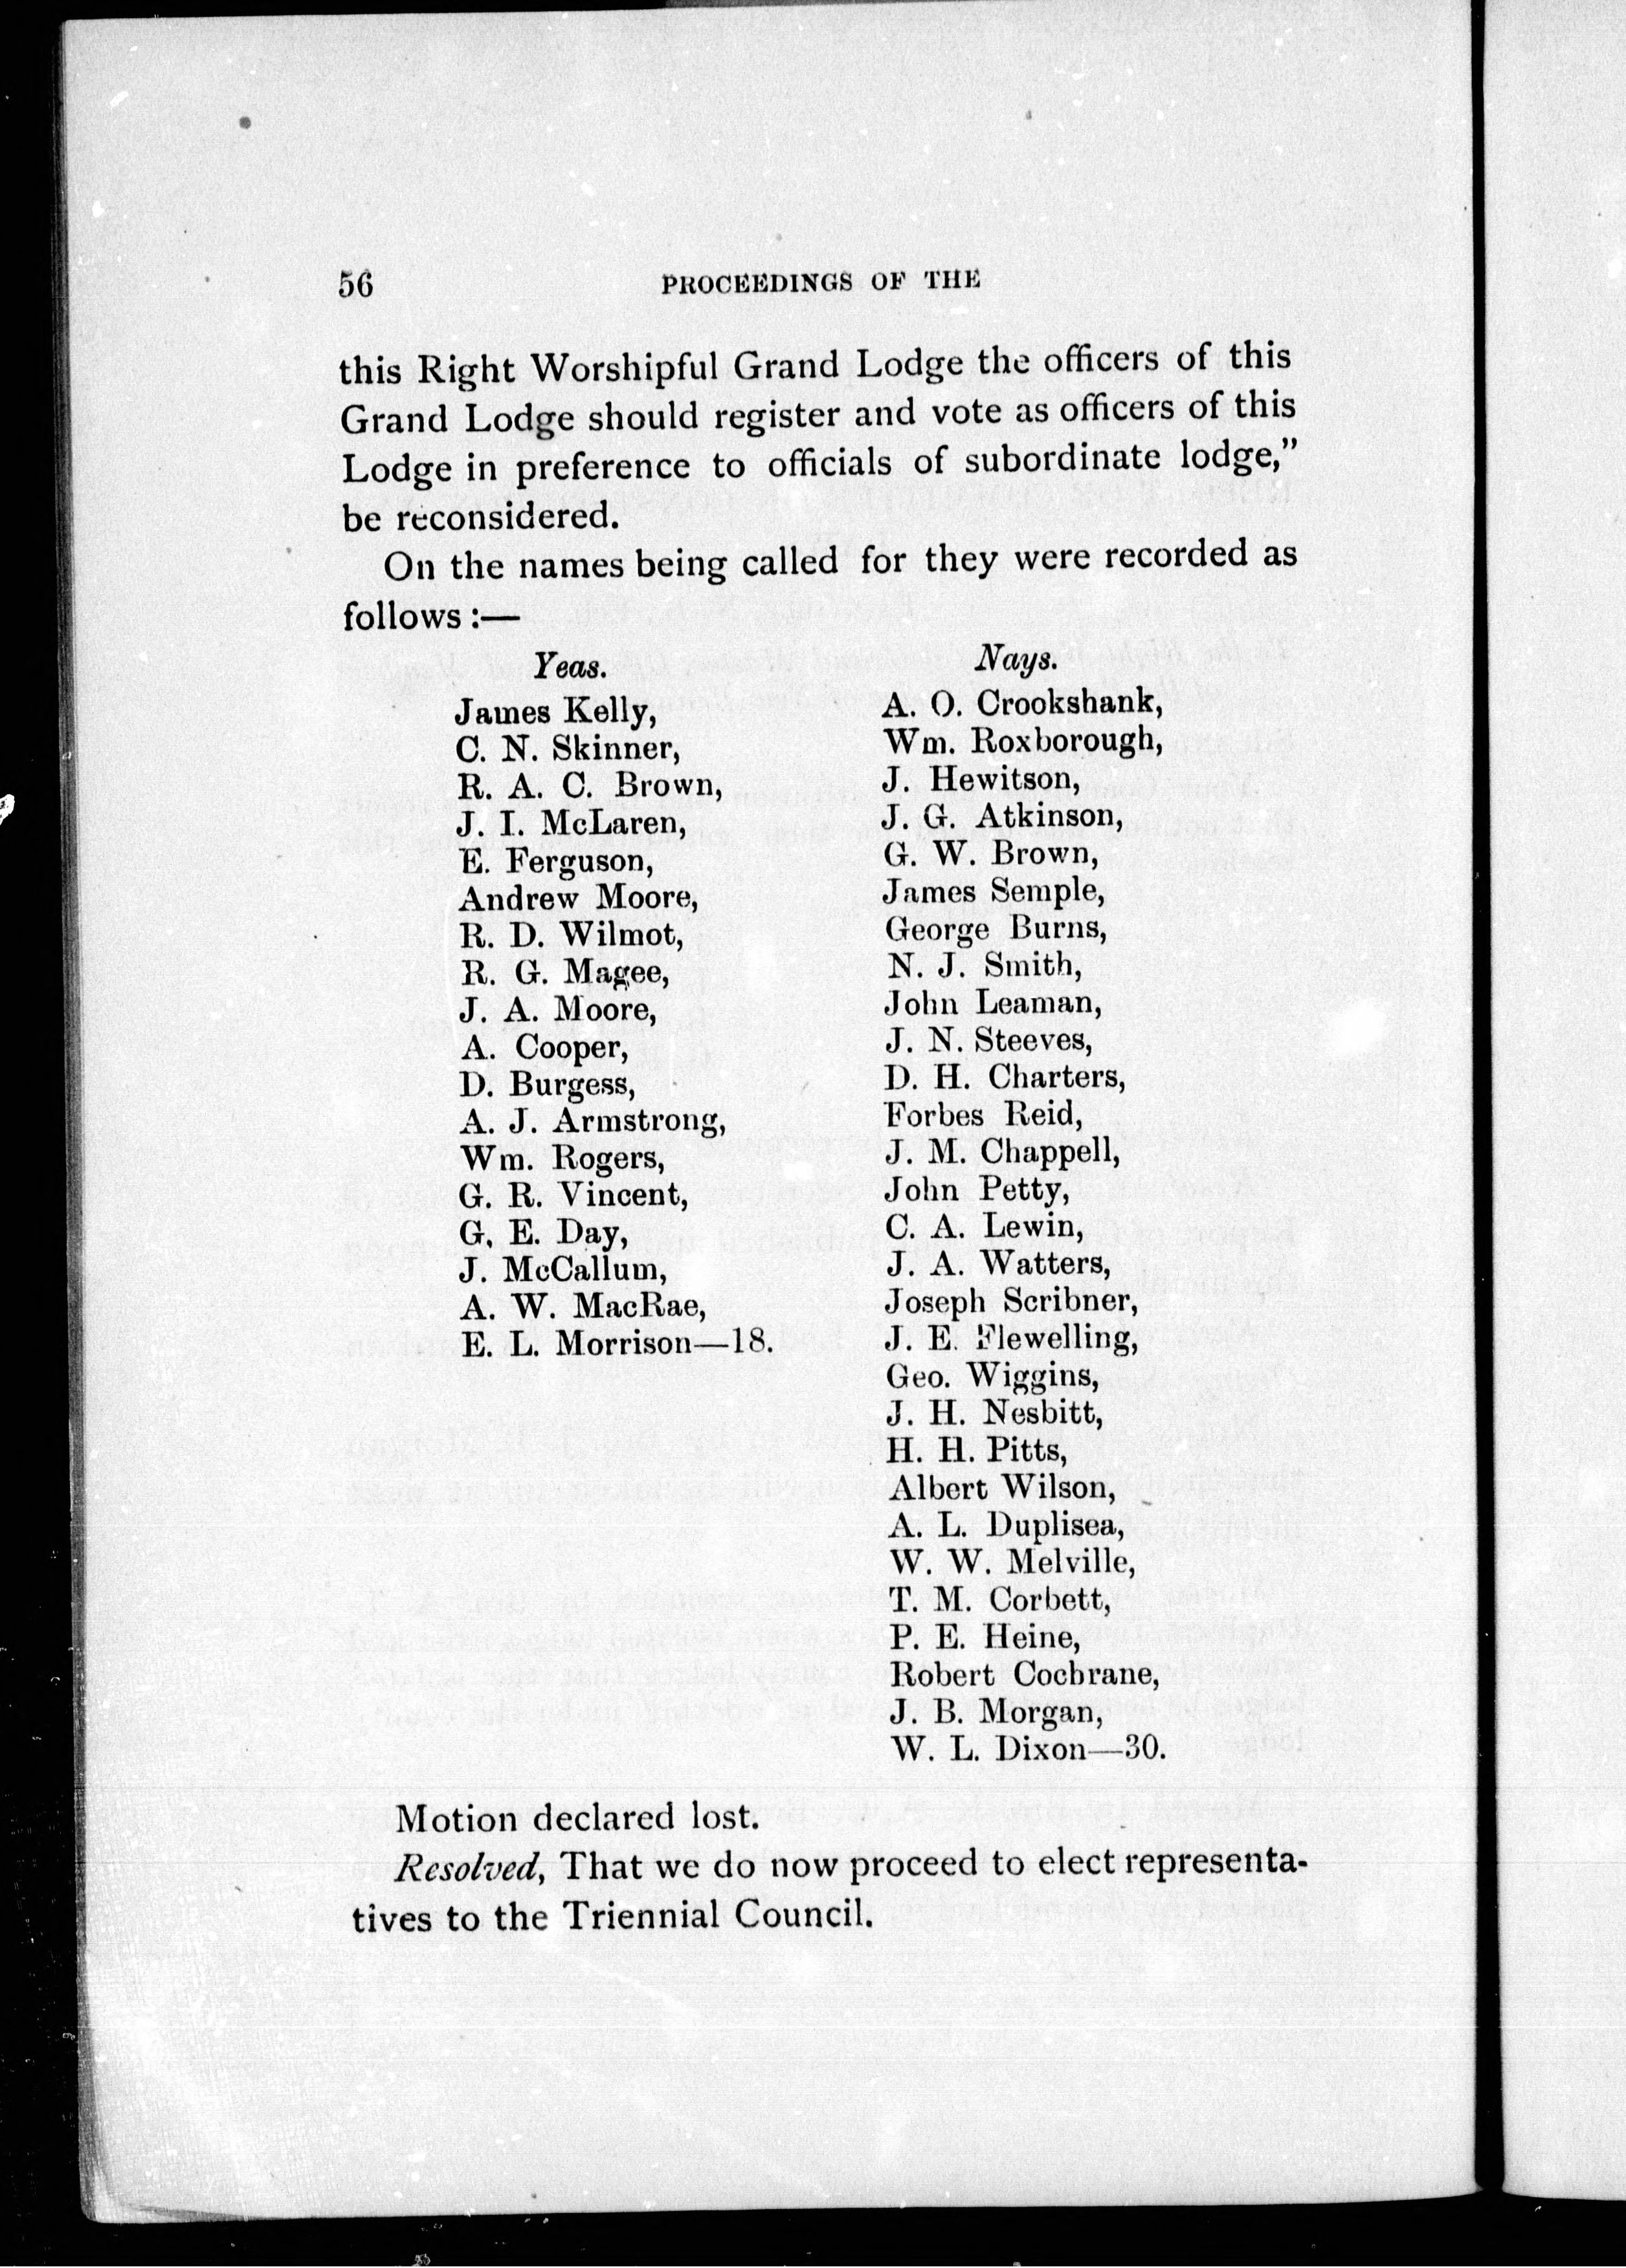 56 PROCEEDINGS OF THE
this Right Worshipful Grand Lodge the officers of this
Grand Lodge should register and vote as officers of this
Lodge in preference to officials of subordinate lodge,”
be reconsidered.
On the names being called for they were recorded as
follows :—
Yeas.
James Kelly,
C. N. Skinner,
R. A. C. Brown,
J. I. McLaren,
E. Ferguson,
Andrew Moore,
R. D. Wilmot,
R. G. Magee,
J. A. Moore,
A. Cooper,
D. Burgess,
A. J. Armstrong,
Wm. Rogers,
G. R. Vincent,
G. E. Day,
J. McCallum,
A. W. MacRae,
E. L. Morrison—18.
Nays.
A. O. Crookshank,
Wm. Roxborough,
J. Hewitson,
J. G. Atkinson,
G. W. Brown,
James Semple,
George Burns,
N. J. Smith,
John Leaman,
J. N. Steeves,
D. H. Charters,
Forbes Reid,
J. M. Chappell,
John Petty,
C. A. Lewin,
J. A. Watters,
Joseph Scribner,
J. E. Flewelling,
Geo. Wiggins,
J. H. Nesbitt,
H. H. Pitts,
Albert Wilson,
A. L. Duplisea,
W. W. Melville,
T. M. Corbett,
P. E. Heine,
Robert Cochrane,
J. B. Morgan,
W. L. Dixon—30.
Motion declared lost.
Resolved, That we do now proceed to elect representa-
tives to the Triennial Council.